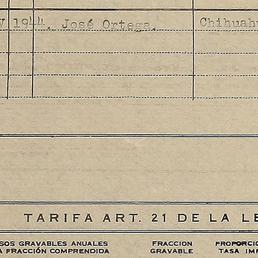 1944, José Ortega. Chihuahu
TARIFA ART. 21 DE LA LE
SOS GRAVABLES ANUALES FRACCION PROPORCIO
A FRACCIÓN COMPRENDIDA GRAVABLE TASA IMP